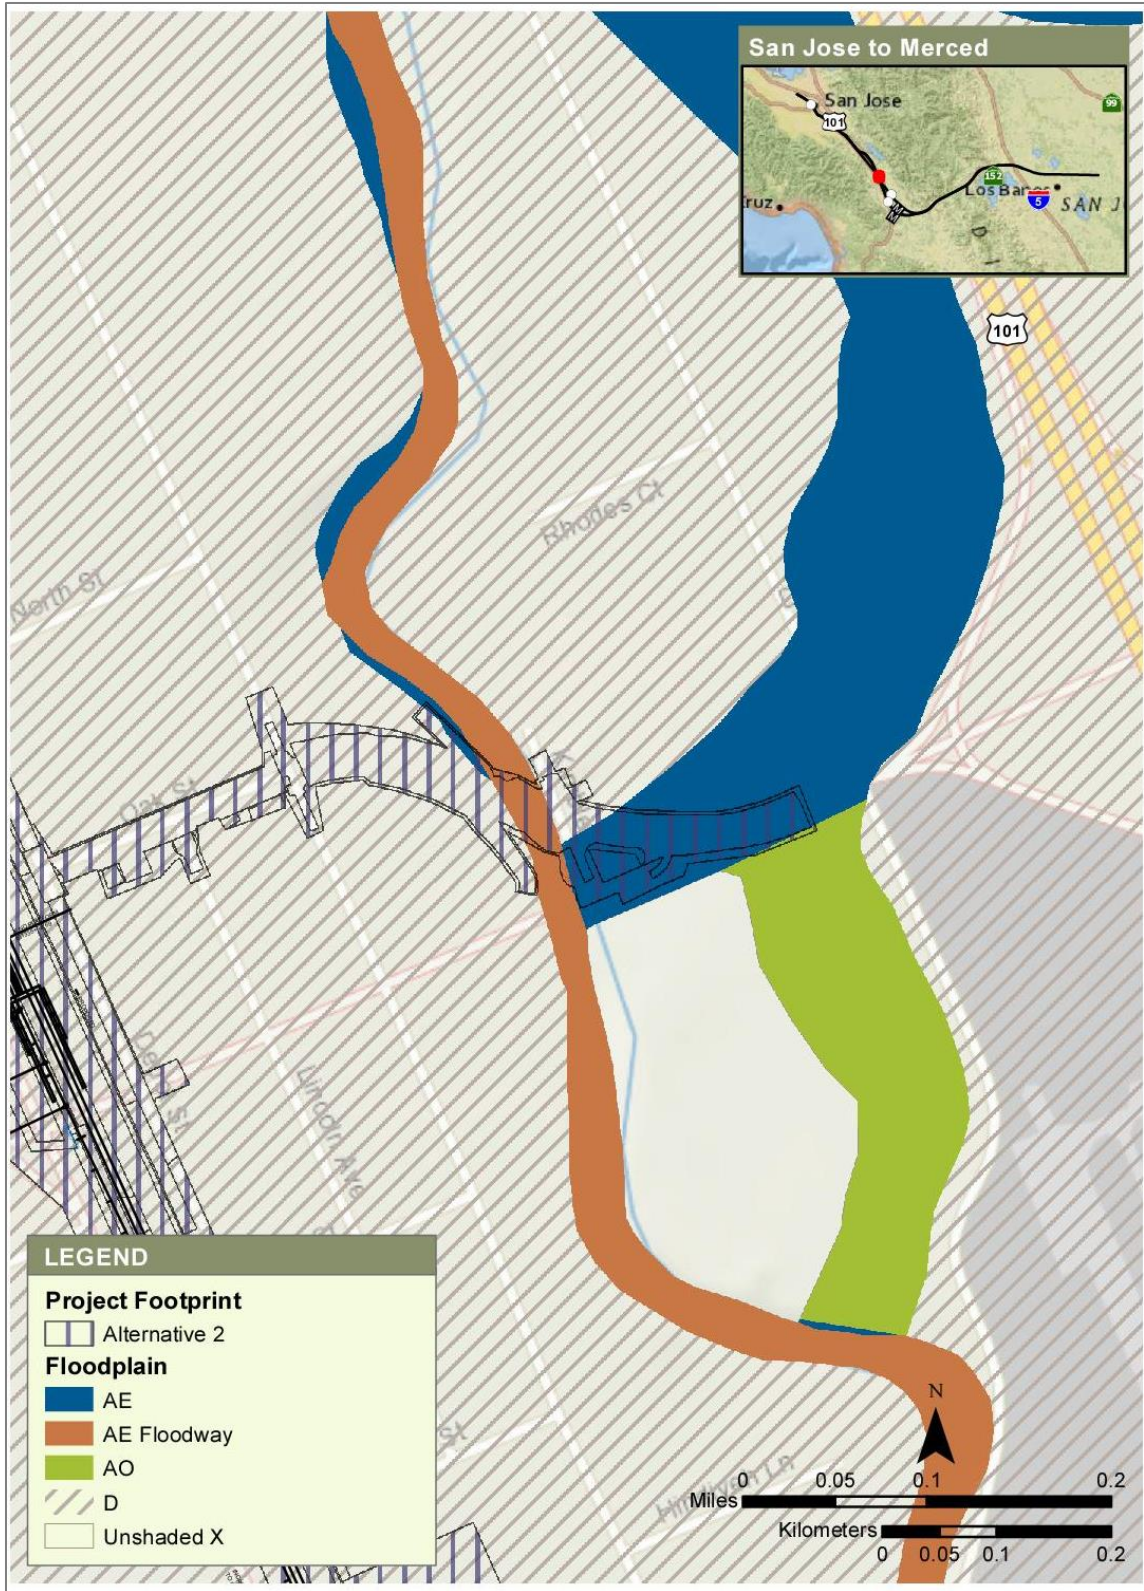 San Jose to Merced
San Jose
99
101
152
Los Banos
5
SAN J
ruz
101
Rhodes Ct
North St
Oak St
Lincoln Ave
LEGEND
Project Footprint
Alternative 2
Floodplain
AE
AE Floodway
AO
D
Unshaded X
st
N
0 0.05 0.1 0.2
Miles
Kilometers
0 0.05 0.1 0.2